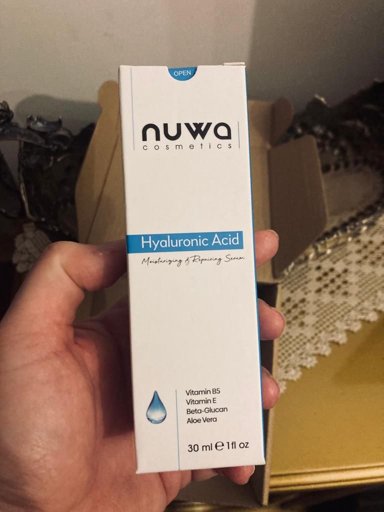 OPEN
nuwa
cosmetics
Hyaluronic Acid
Moisturizing & Repairing Serum
Vitamin B5
Vitamin E
Beta-Glucan
Aloe Vera
30 ml ℮ 1 fl oz